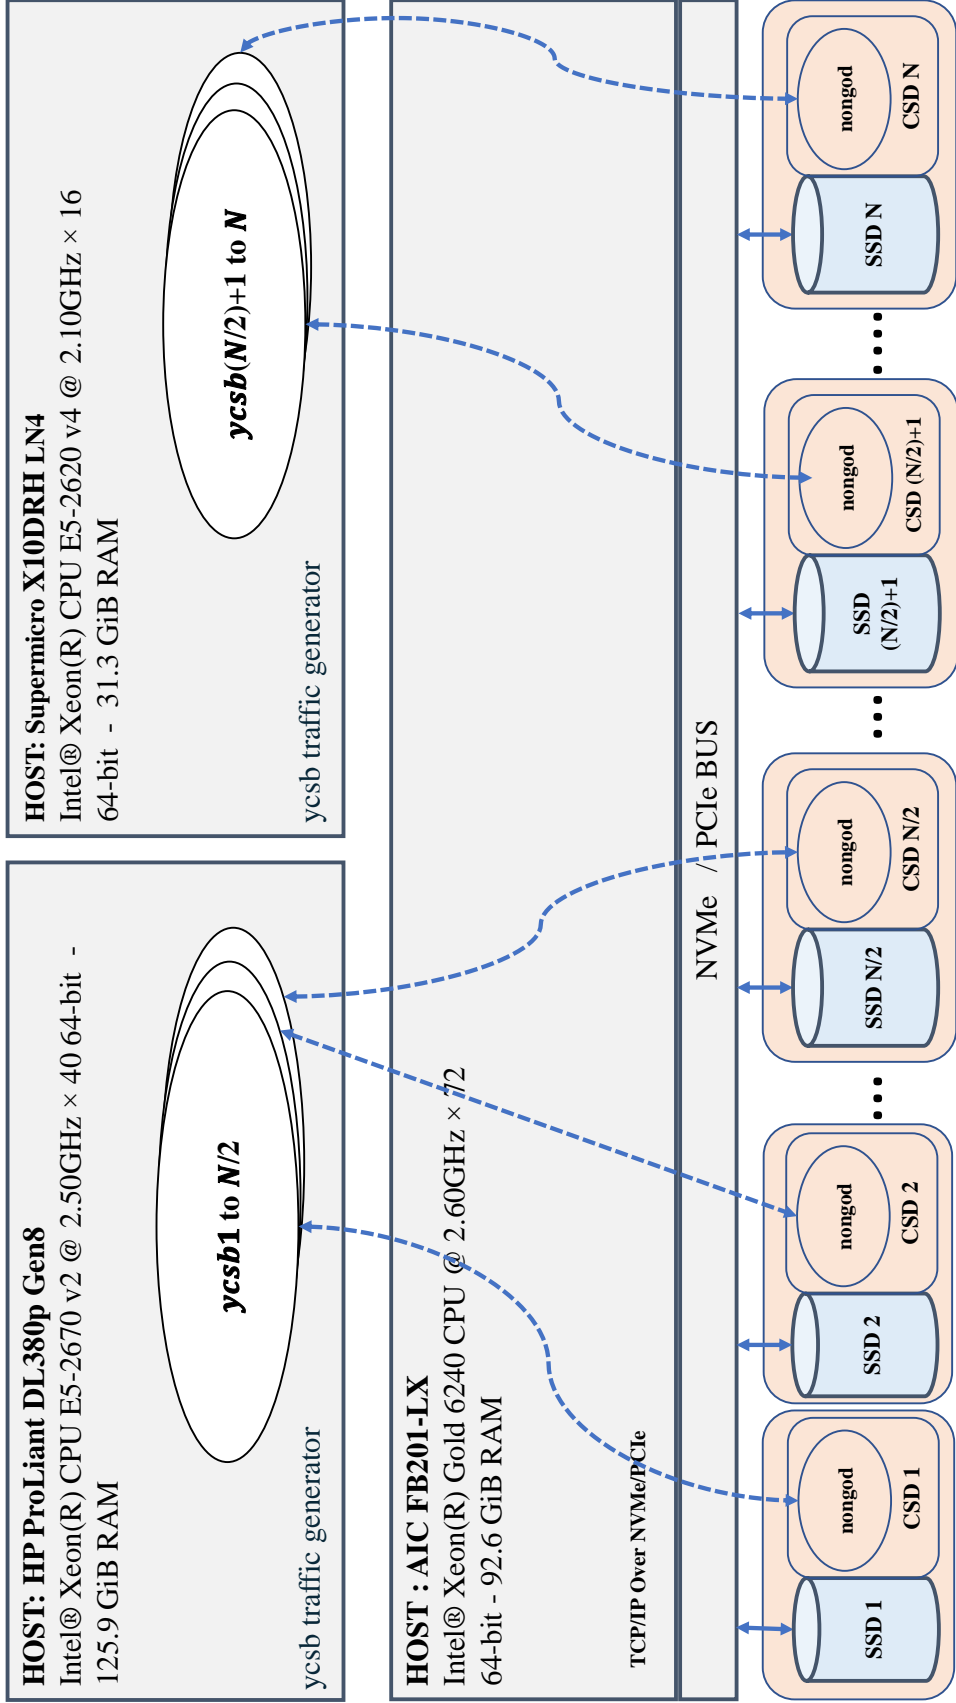 HOST: HP ProLiant DL380p Gen8
Intel® Xeon(R) CPU E5-2670 v2 @ 2.50GHz × 40 64-bit -
125.9 GiB RAM
ycsb1 to N/2
ycsb traffic generator
HOST: Supermicro X10DRH LN4
Intel® Xeon(R) CPU E5-2620 v4 @ 2.10GHz × 16
64-bit - 31.3 GiB RAM
ycsb(N/2)+1 to N
ycsb traffic generator
HOST : AIC FB201-LX
Intel® Xeon(R) Gold 6240 CPU @ 2.60GHz × 72
64-bit - 92.6 GiB RAM
TCP/IP Over NVMe/PCIe
NVMe / PCIe BUS
SSD 1
nongod
CSD 1
SSD 2
nongod
CSD 2
....
SSD N/2
nongod
CSD N/2
....
SSD
(N/2)+1
nongod
CSD (N/2)+1
....
SSD N
nongod
CSD N